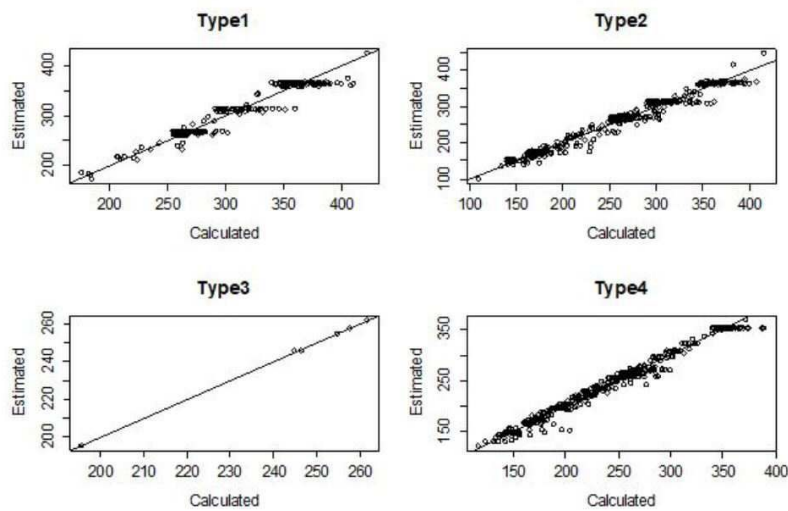 Type1
Estimated
400
300
200
200 250 300 350 400
Calculated
Type2
Estimated
400
300
200
100
100 150 200 250 300 350 400
Calculated
Type3
Estimated
260
240
220
200
200 210 220 230 240 250 260
Calculated
Type4
Estimated
350
250
150
150 200 250 300 350 400
Calculated